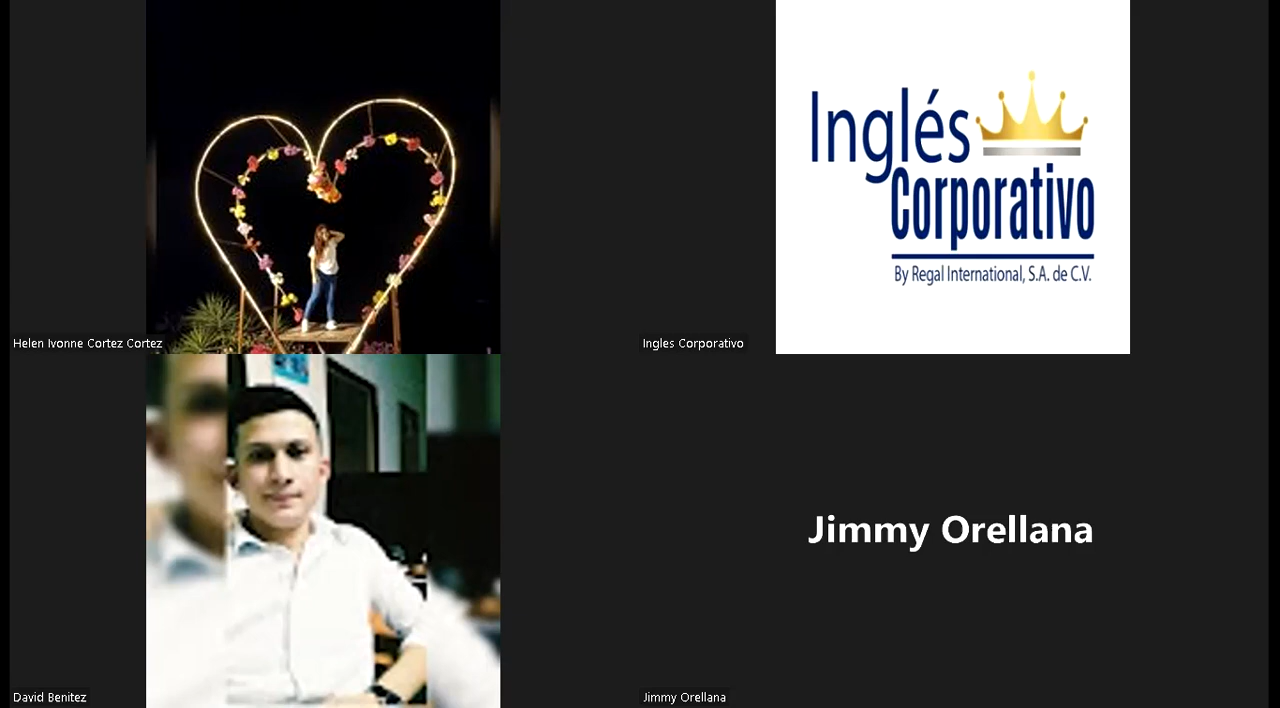 Inglés
Corporativo
By Regal International, S.A. de C.V.
Helen Ivonne Cortez Cortez
Ingles Corporativo
Jimmy Orellana
David Benitez
Jimmy Orellana